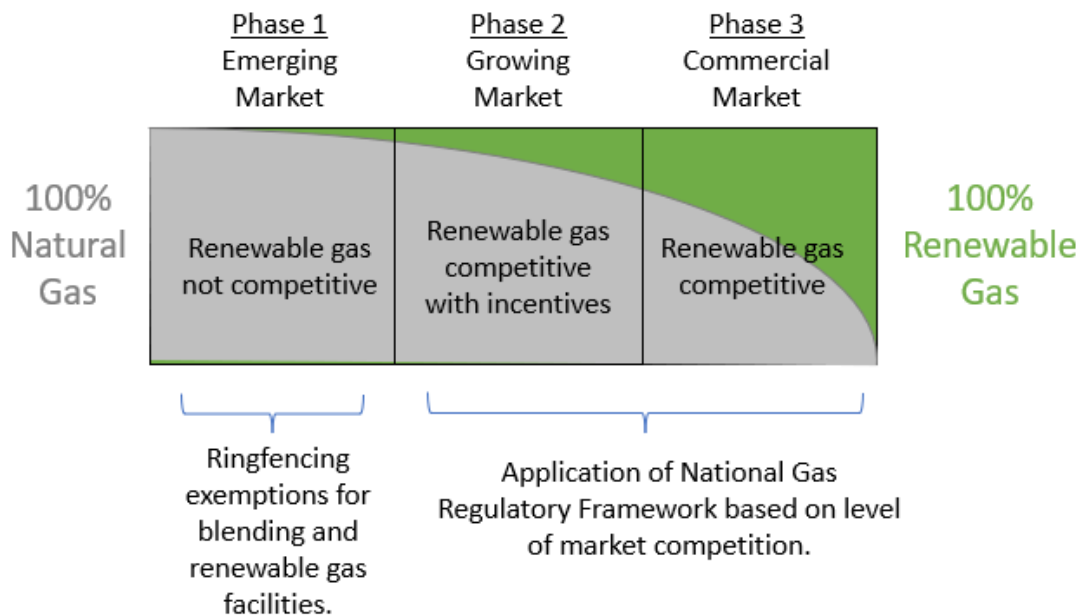 Phase 1
Emerging
Market
Phase 2
Growing
Market
Phase 3
Commercial
Market
100%
Natural
Gas
Renewable gas
not competitive
Renewable gas
competitive
with incentives
Renewable gas
competitive
100%
Renewable
Gas
Ringfencing
exemptions for
blending and
renewable gas
facilities.
Application of National Gas
Regulatory Framework based on level
of market competition.